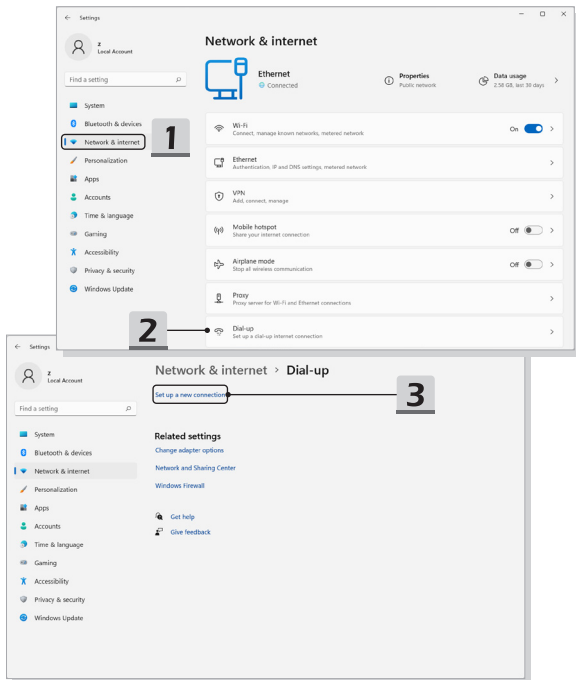 Settings
z
Local Account
Find a setting
System
Bluetooth & devices
Network & internet
Personalization
Apps
Accounts
Time & language
Gaming
Accessibility
Privacy & security
Windows Update
1
Network & internet
Ethernet
Connected
Properties
Public network
Data usage
2.58 GB, last 30 days
Wi-Fi
Connect, manage known networks, metered network
On
Ethernet
Authentication, IP and DNS settings, metered network
VPN
Add, connect, manage
Mobile hotspot
Share your internet connection
Off
Airplane mode
Stop all wireless communication
Off
Proxy
Proxy server for Wi-Fi and Ethernet connections
2
Dial-up
Set up a dial-up internet connection
Settings
z
Local Account
Find a setting
System
Bluetooth & devices
Network & internet
Personalization
Apps
Accounts
Time & language
Gaming
Accessibility
Privacy & security
Windows Update
Network & internet > Dial-up
Set up a new connection
3
Related settings
Change adapter options
Network and Sharing Center
Windows Firewall
Get help
Give feedback